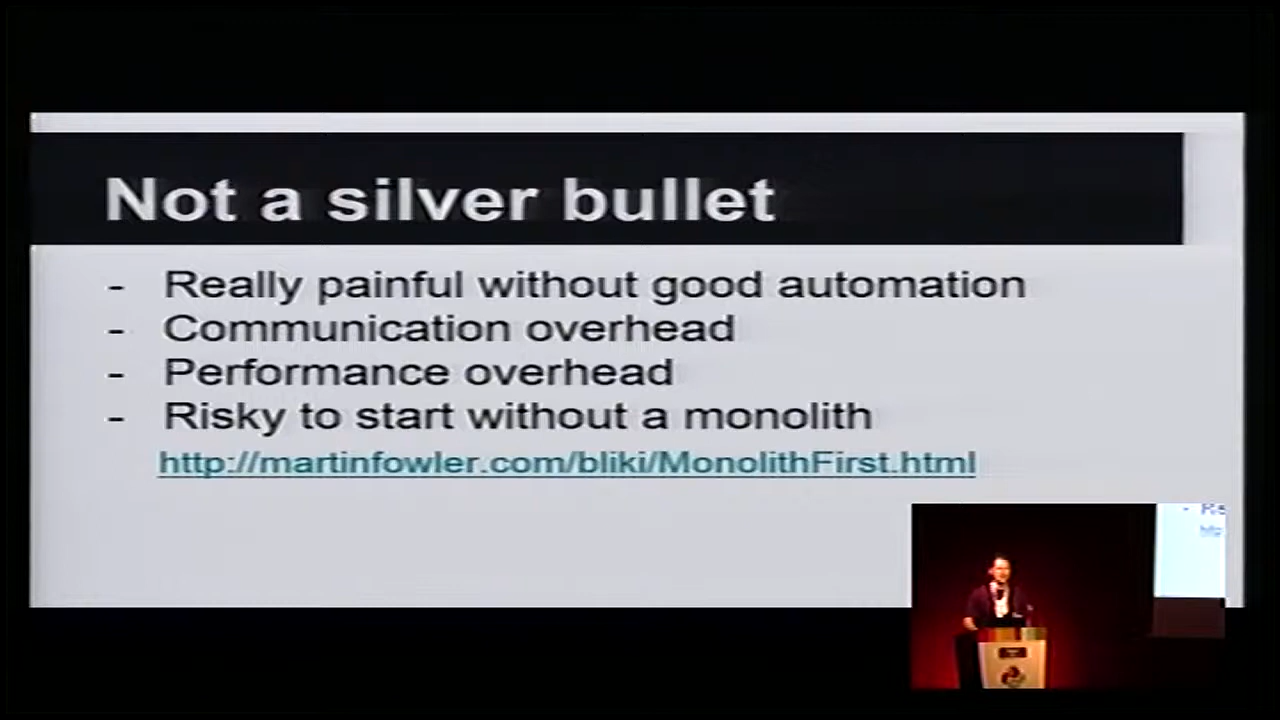 Not a silver bullet
- Really painful without good automation
- Communication overhead
- Performance overhead
- Risky to start without a monolith
http://martinfowler.com/bliki/MonolithFirst.html